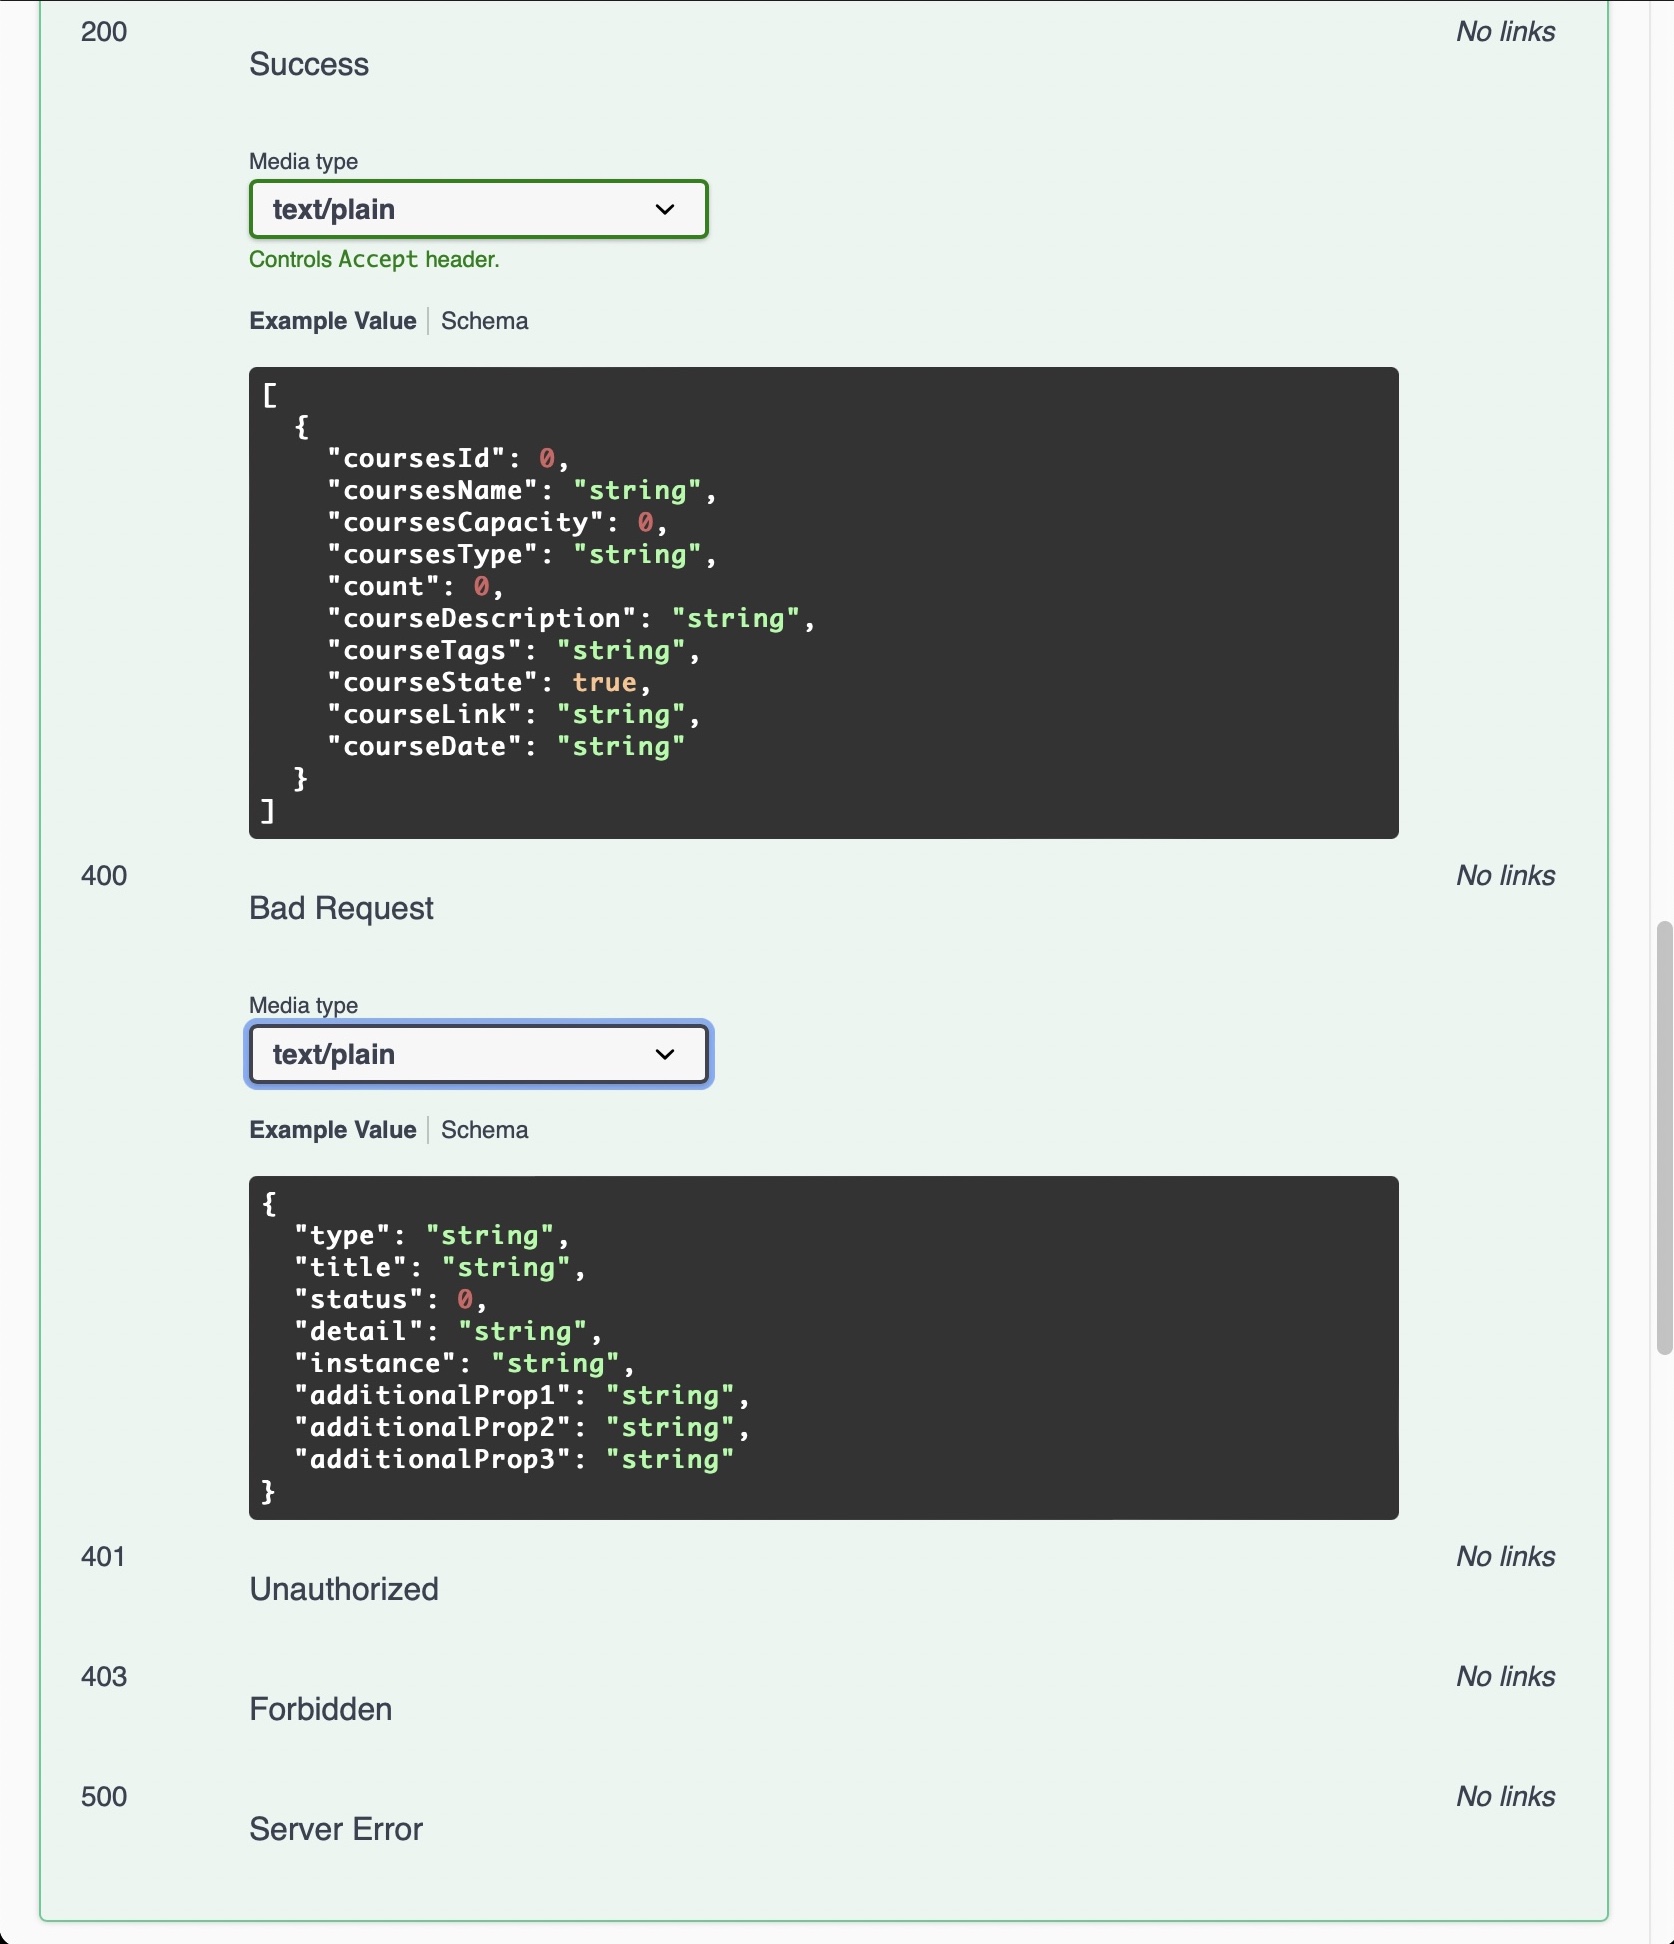 200 No links
Success
Media type
text/plain
Controls Accept header.
Example Value Schema
[
  {
    "coursesId": 0,
    "coursesName": "string",
    "coursesCapacity": 0,
    "coursesType": "string",
    "count": 0,
    "courseDescription": "string",
    "courseTags": "string",
    "courseState": true,
    "courseLink": "string",
    "courseDate": "string"
  }
]
400 No links
Bad Request
Media type
text/plain
Example Value Schema
{
  "type": "string",
  "title": "string",
  "status": 0,
  "detail": "string",
  "instance": "string",
  "additionalProp1": "string",
  "additionalProp2": "string",
  "additionalProp3": "string"
}
401 No links
Unauthorized
403 No links
Forbidden
500 No links
Server Error